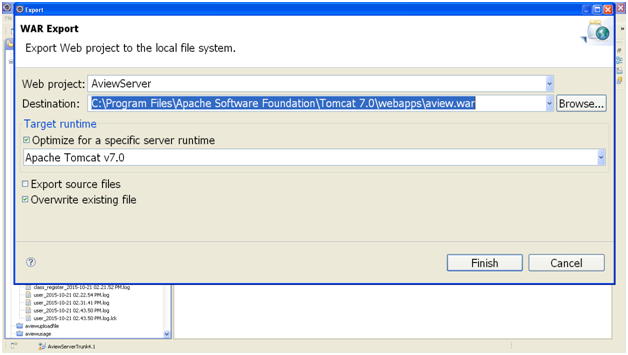 Export
WAR Export
Export Web project to the local file system.
Web project: AviewServer
Destination: C:\Program Files\Apache Software Foundation\Tomcat 7.0\webapps\aview.war Browse...
Target runtime
Optimize for a specific server runtime
Apache Tomcat v7.0
Export source files
Overwrite existing file
Finish Cancel
class_register_2015-10-21 02.21.52 PM.log
user_2015-10-21 02.22.54 PM.log
user_2015-10-21 02.31.41 PM.log
user_2015-10-21 02.43.50 PM.log
user_2015-10-21 02.43.50 PM.log.lck
aviewuploadfile
aviewusage
AviewServerTrunk4.1